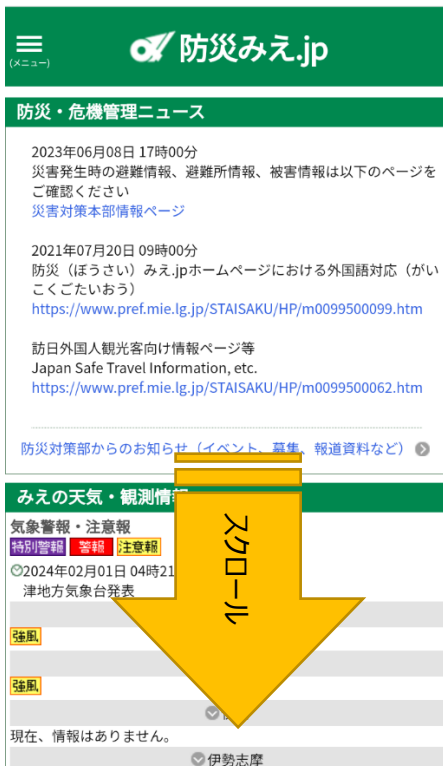 (メニュー)
防災みえ.jp
防災・危機管理ニュース
2023年06月08日 17時00分
災害発生時の避難情報、避難所情報、被害情報は以下のページを
ご確認ください
災害対策本部情報ページ
2021年07月20日 09時00分
防災（ぼうさい）みえ.jpホームページにおける外国語対応（がい
こくごたいおう）
https://www.pref.mie.lg.jp/STAISAKU/HP/m0099500099.htm
訪日外国人観光客向け情報ページ等
Japan Safe Travel Information, etc.
https://www.pref.mie.lg.jp/STAISAKU/HP/m0099500062.htm
防災対策部からのお知らせ（イベント、募集、報道資料など）
みえの天気・観測情
気象警報・注意報
特別警報 警報 注意報
2024年02月01日 04時21
津地方気象台発表
スクロール
強風
強風
現在、情報はありません。
伊勢志摩